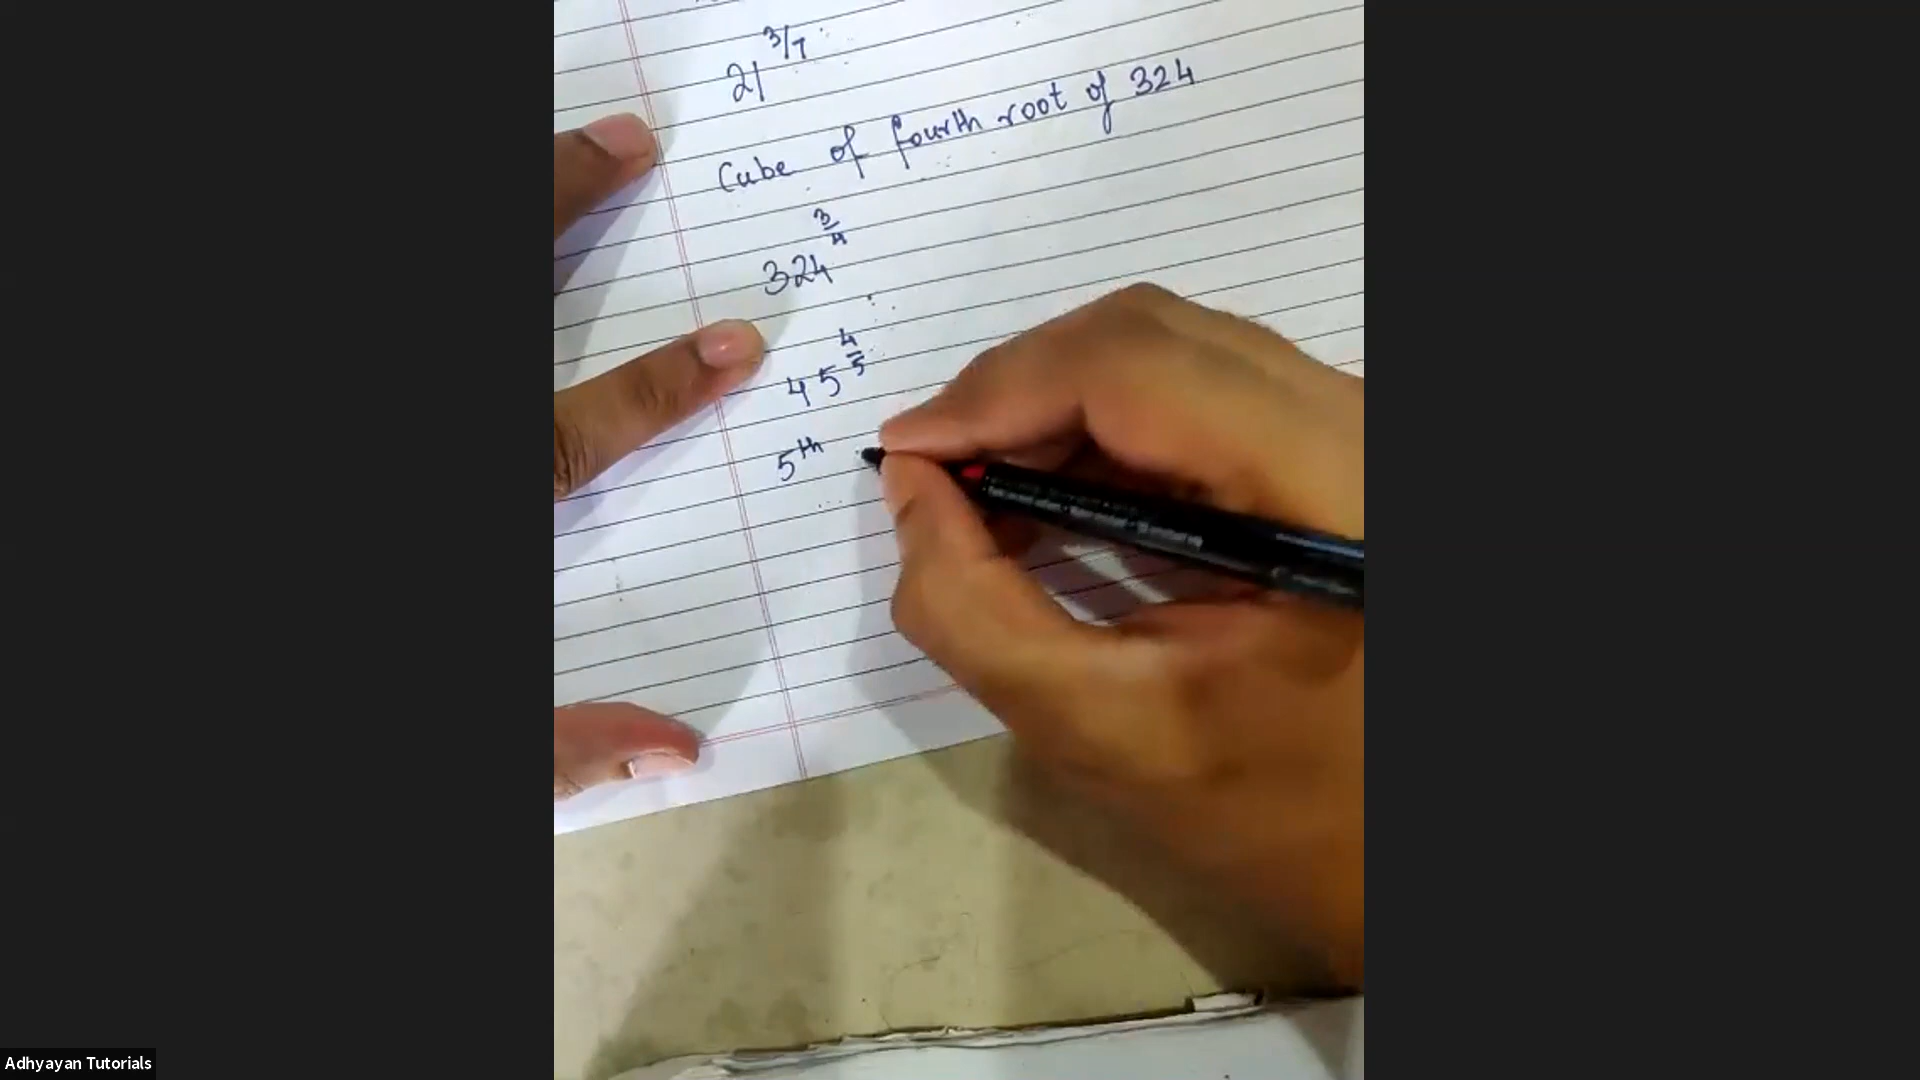 21^3/7
Cube of fourth root of 324
324^3/4
45^4/5
5th
Adhyayan Tutorials